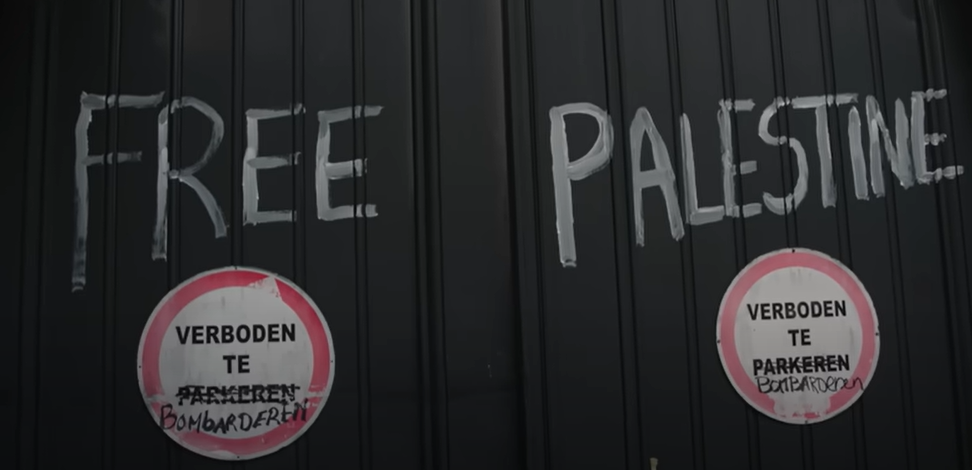 FREE PALESTINE
VERBODEN
TE
PARKEREN
BOMBARDEREN
VERBODEN
TE
PARKEREN
BOMBARDEREN